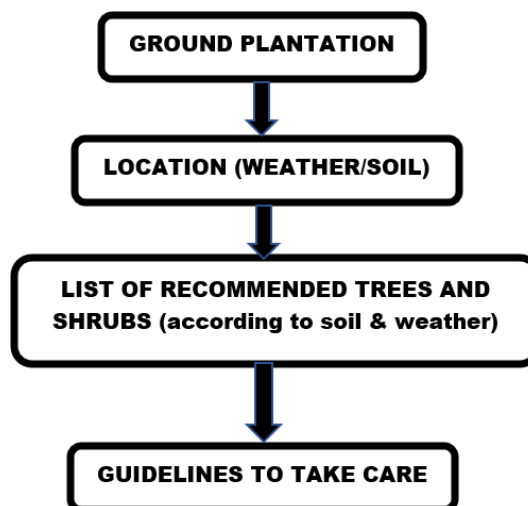 GROUND PLANTATION
LOCATION (WEATHER/SOIL)
LIST OF RECOMMENDED TREES AND
SHRUBS (according to soil & weather)
GUIDELINES TO TAKE CARE